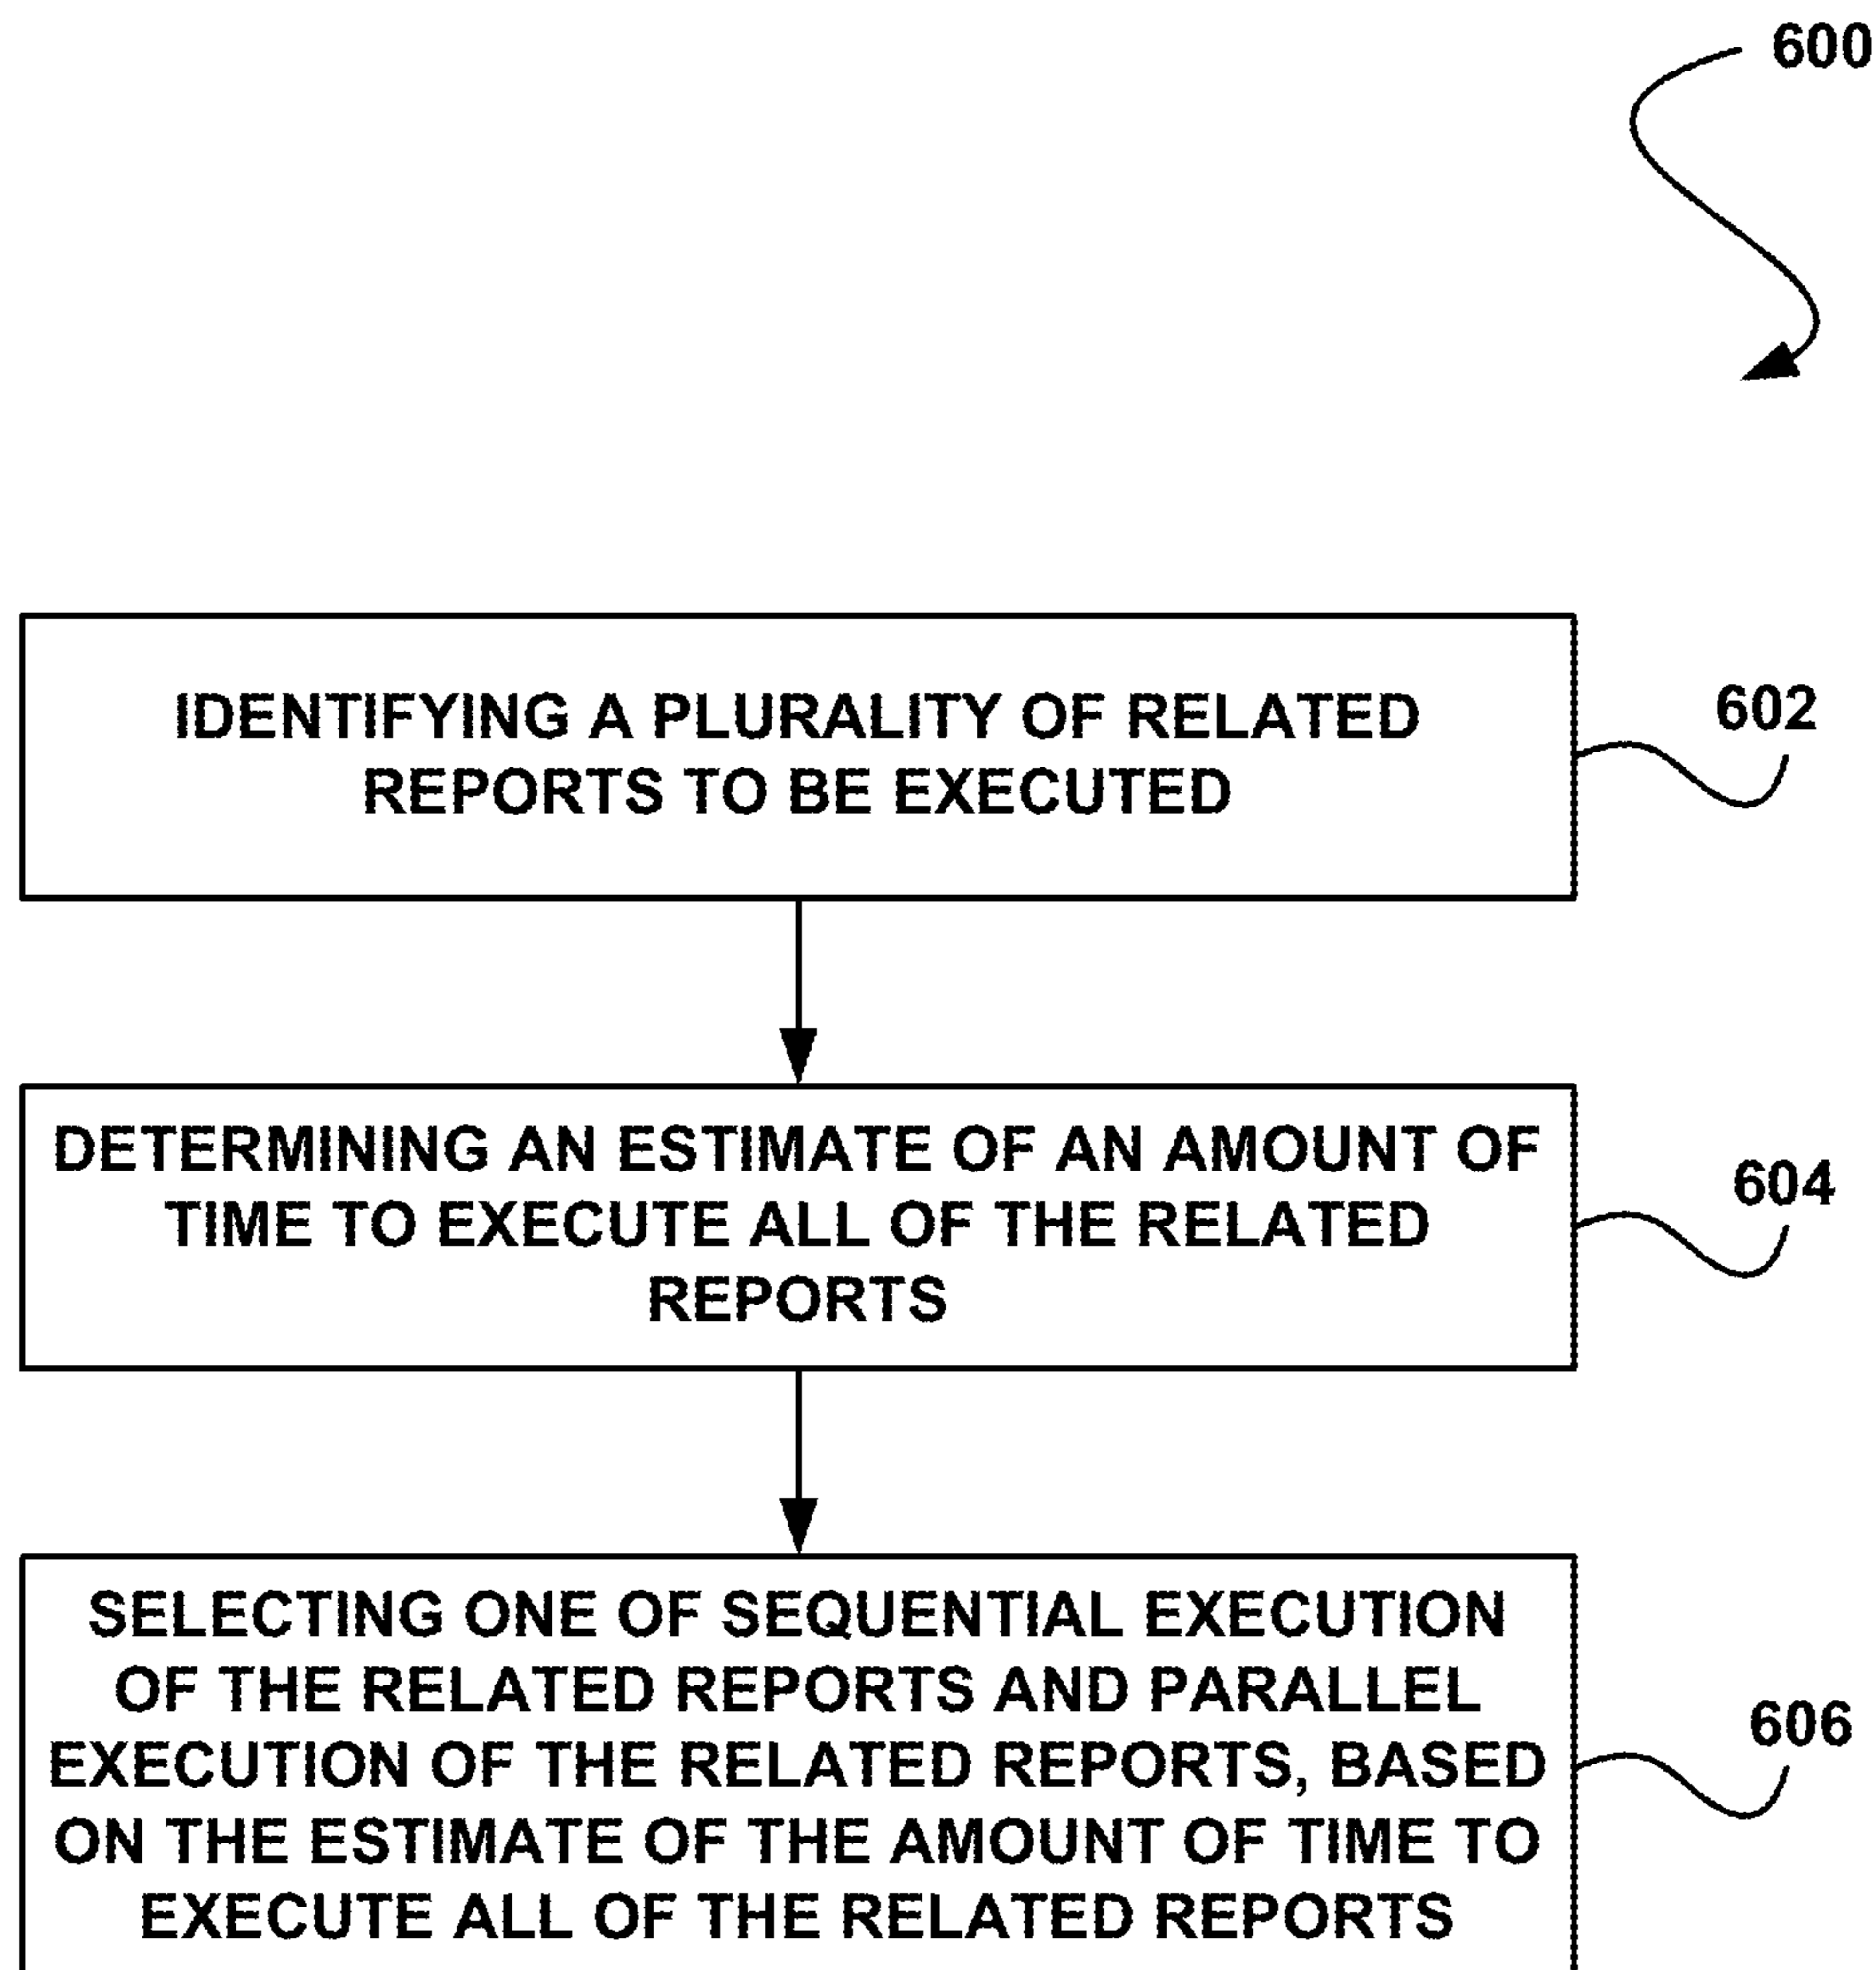 600
IDENTIFYING A PLURALITY OF RELATED
REPORTS TO BE EXECUTED
602
DETERMINING AN ESTIMATE OF AN AMOUNT OF
TIME TO EXECUTE ALL OF THE RELATED
REPORTS
604
SELECTING ONE OF SEQUENTIAL EXECUTION
OF THE RELATED REPORTS AND PARALLEL
EXECUTION OF THE RELATED REPORTS, BASED
ON THE ESTIMATE OF THE AMOUNT OF TIME TO
EXECUTE ALL OF THE RELATED REPORTS
606